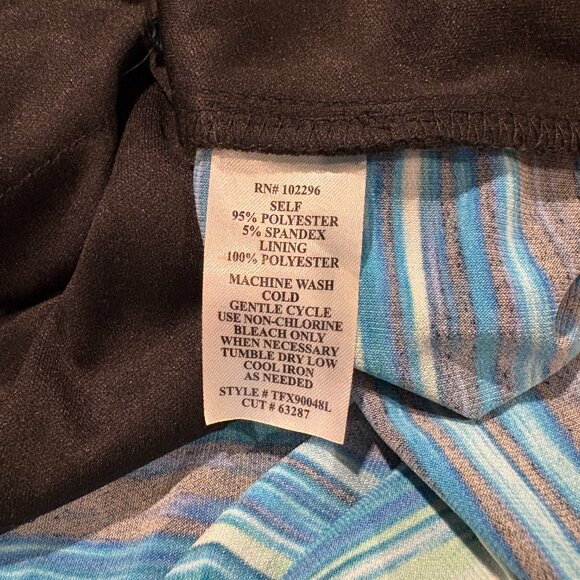 RN# 102296
SELF
95% POLYESTER
5% SPANDEX
LINING
100% POLYESTER
MACHINE WASH
COLD
GENTLE CYCLE
USE NON-CHLORINE
BLEACH ONLY
WHEN NECESSARY
TUMBLE DRY LOW
COOL IRON
AS NEEDED
STYLE # TFX90048L
CUT # 63287